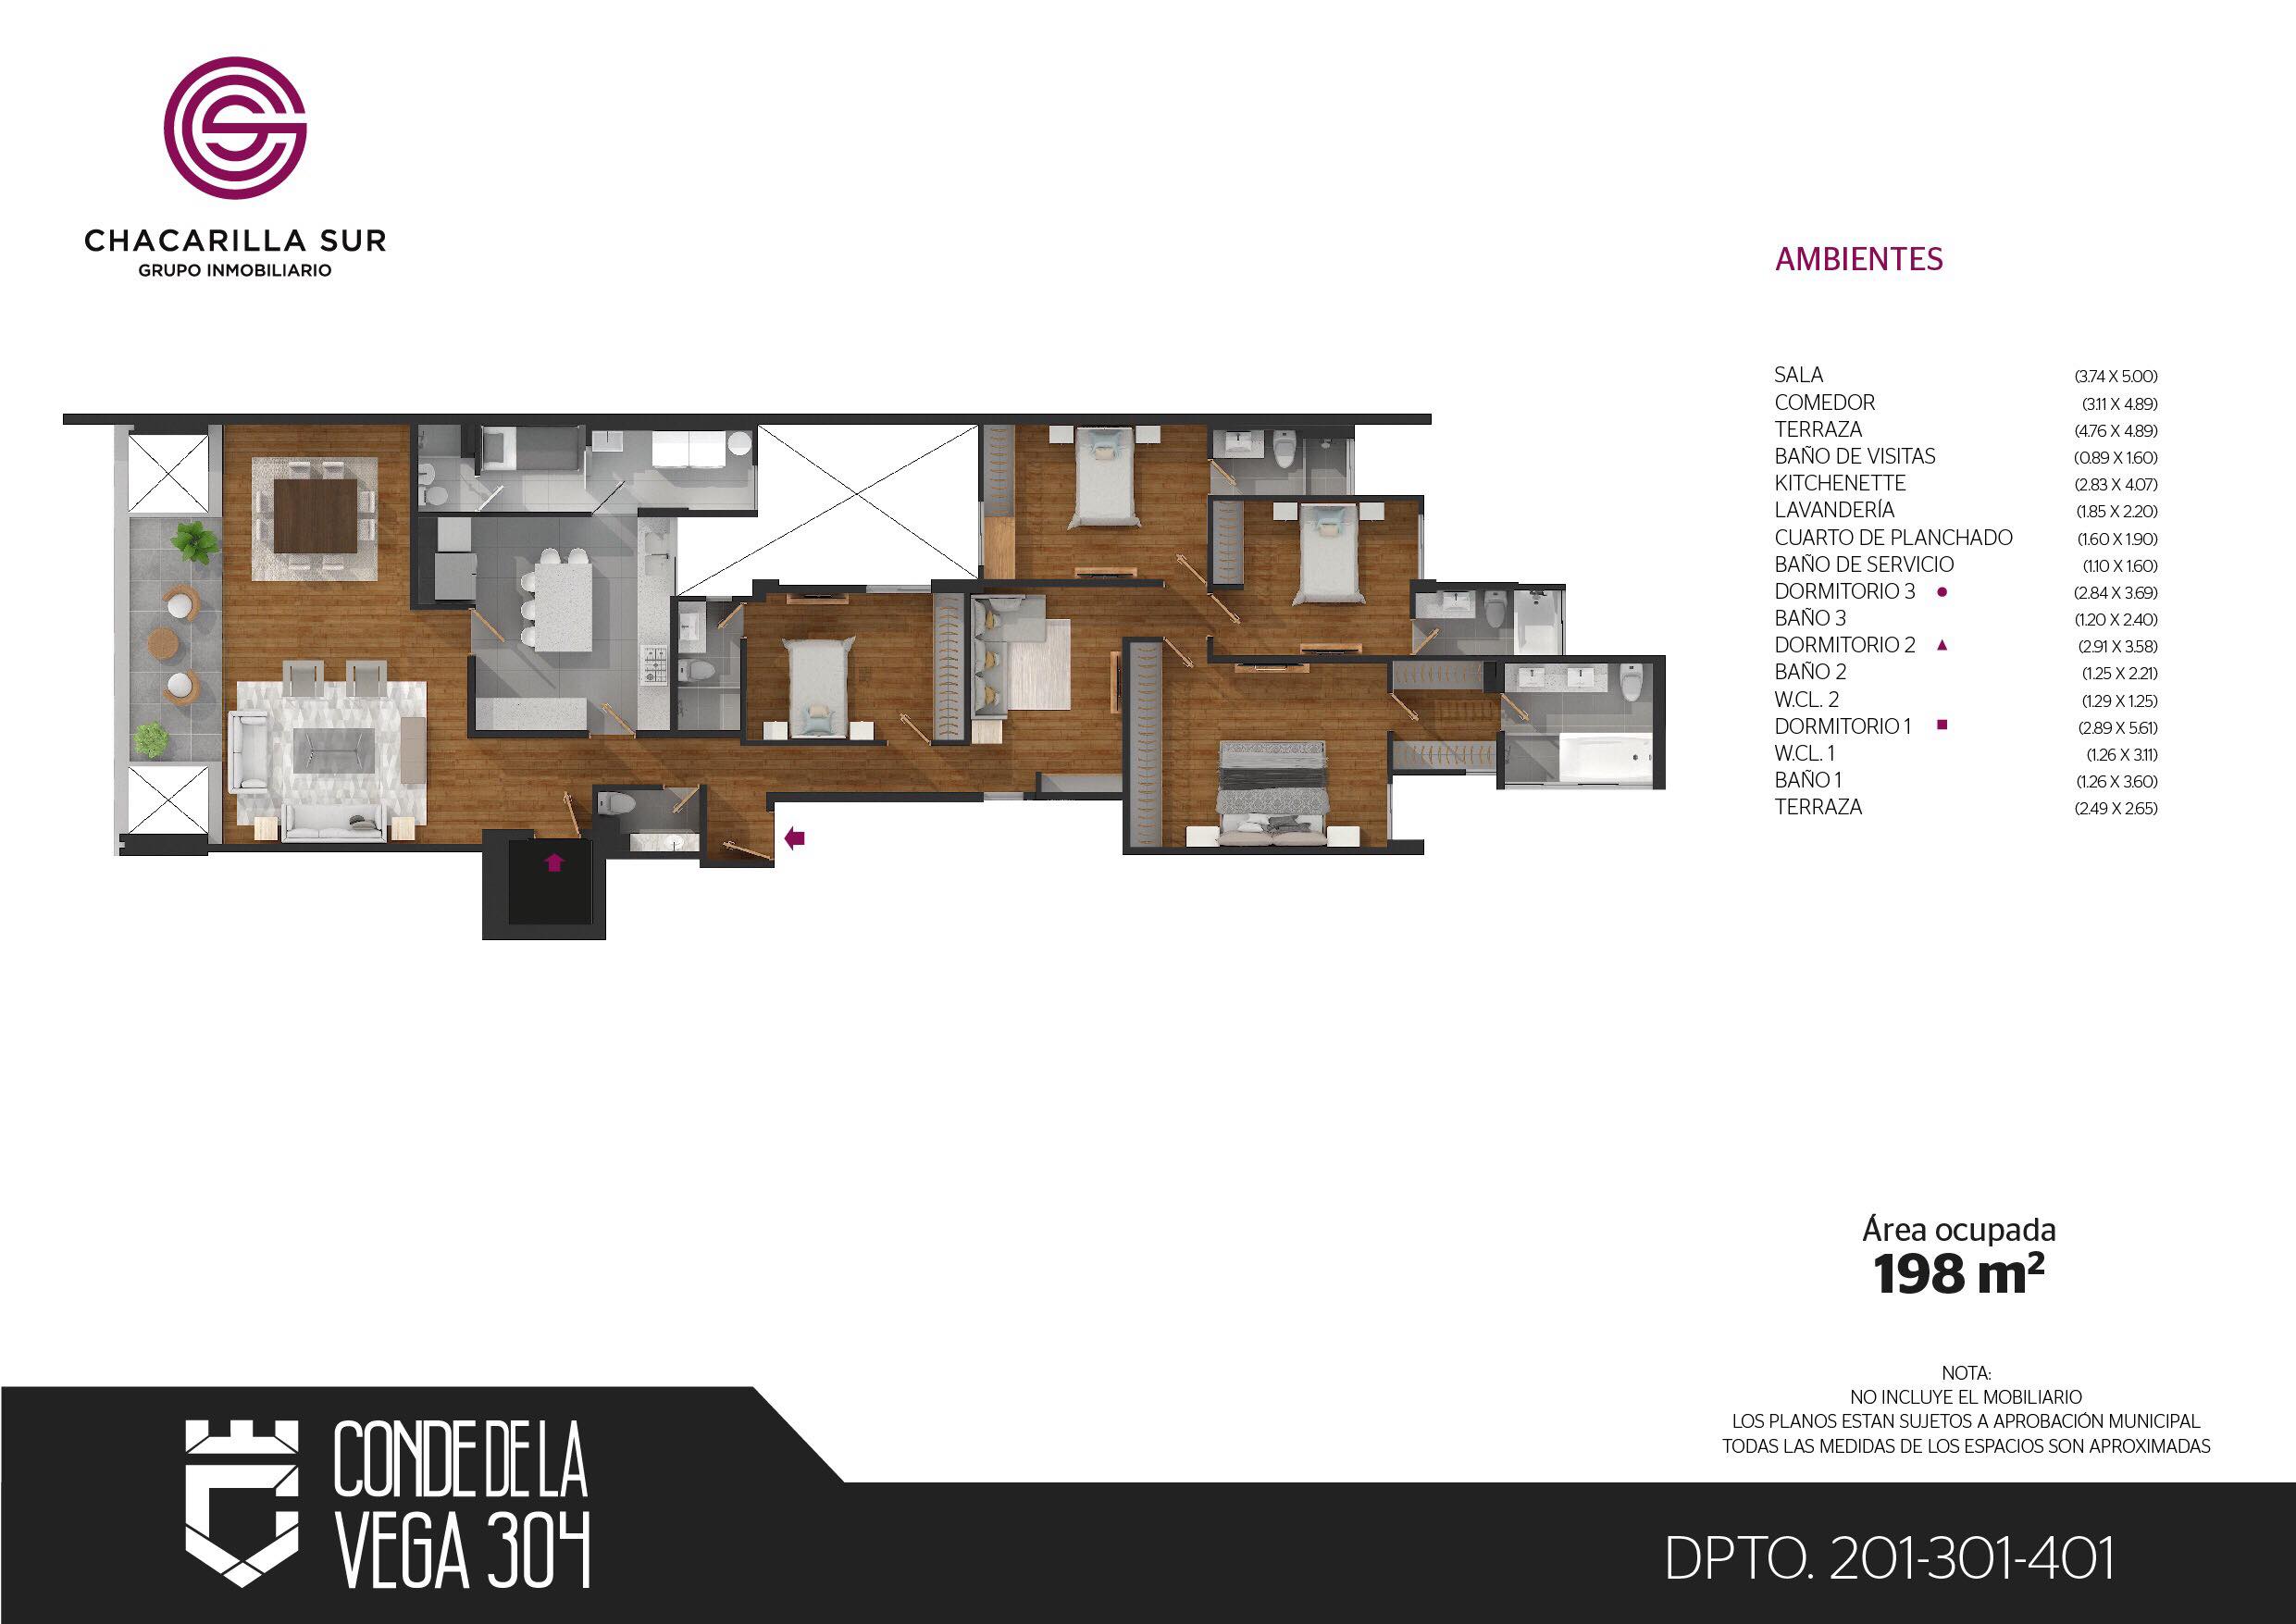 CHACARILLA SUR
GRUPO INMOBILIARIO
AMBIENTES
SALA (3.74 X 5.00)
COMEDOR (3.11 X 4.89)
TERRAZA (4.76 X 4.89)
BAÑO DE VISITAS (0.89 X 1.60)
KITCHENETTE (2.83 X 4.07)
LAVANDERÍA (1.85 X 2.20)
CUARTO DE PLANCHADO (1.60 X 1.90)
BAÑO DE SERVICIO (1.10 X 1.60)
DORMITORIO 3 ● (2.84 X 3.69)
BAÑO 3 (1.20 X 2.40)
DORMITORIO 2 ▲ (2.91 X 3.58)
BAÑO 2 (1.25 X 2.21)
W.CL. 2 (1.29 X 1.25)
DORMITORIO 1 ■ (2.89 X 5.61)
W.CL. 1 (1.26 X 3.11)
BAÑO 1 (1.26 X 3.60)
TERRAZA (2.49 X 2.65)
Área ocupada
198 m²
NOTA:
NO INCLUYE EL MOBILIARIO
LOS PLANOS ESTAN SUJETOS A APROBACIÓN MUNICIPAL
TODAS LAS MEDIDAS DE LOS ESPACIOS SON APROXIMADAS
CONDE DE LA
VEGA 304
DPTO. 201-301-401